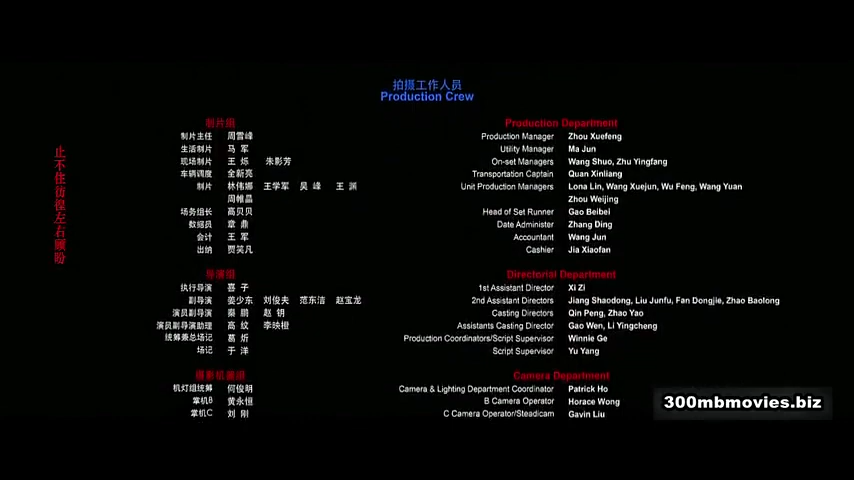 拍摄工作人员
Production Crew
止不住彷徨左右顾盼
制片组 Production Department
制片主任 周雪峰 Production Manager Zhou Xuefeng
生活制片 马 军 Utility Manager Ma Jun
现场制片 王 烁 朱影芳 On-set Managers Wang Shuo, Zhu Yingfang
车辆调度 全新亮 Transportation Captain Quan Xinliang
制片 林伟娜 王学军 吴 峰 王 渊 Unit Production Managers Lona Lin, Wang Xuejun, Wu Feng, Wang Yuan
周帷晶 Zhou Weijing
场务组长 高贝贝 Head of Set Runner Gao Beibei
数据员 章 鼎 Date Administer Zhang Ding
会计 王 军 Accountant Wang Jun
出纳 贾笑凡 Cashier Jia Xiaofan
导演组 Directorial Department
执行导演 喜 子 1st Assistant Director Xi Zi
副导演 姜少东 刘俊夫 范东洁 赵宝龙 2nd Assistant Directors Jiang Shaodong, Liu Junfu, Fan Dongjie, Zhao Baolong
演员副导演 秦 鹏 赵 钥 Casting Directors Qin Peng, Zhao Yao
演员副导演助理 高 纹 李映橙 Assistants Casting Director Gao Wen, Li Yingcheng
统筹兼总场记 葛 炘 Production Coordinators/Script Supervisor Winnie Ge
场记 于 洋 Script Supervisor Yu Yang
摄影机器组 Camera Department
机灯组统筹 何俊明 Camera & Lighting Department Coordinator Patrick Ho
掌机B 黄永恒 B Camera Operator Horace Wong
掌机C 刘 刚 C Camera Operator/Steadicam Gavin Liu
300mbmovies.biz